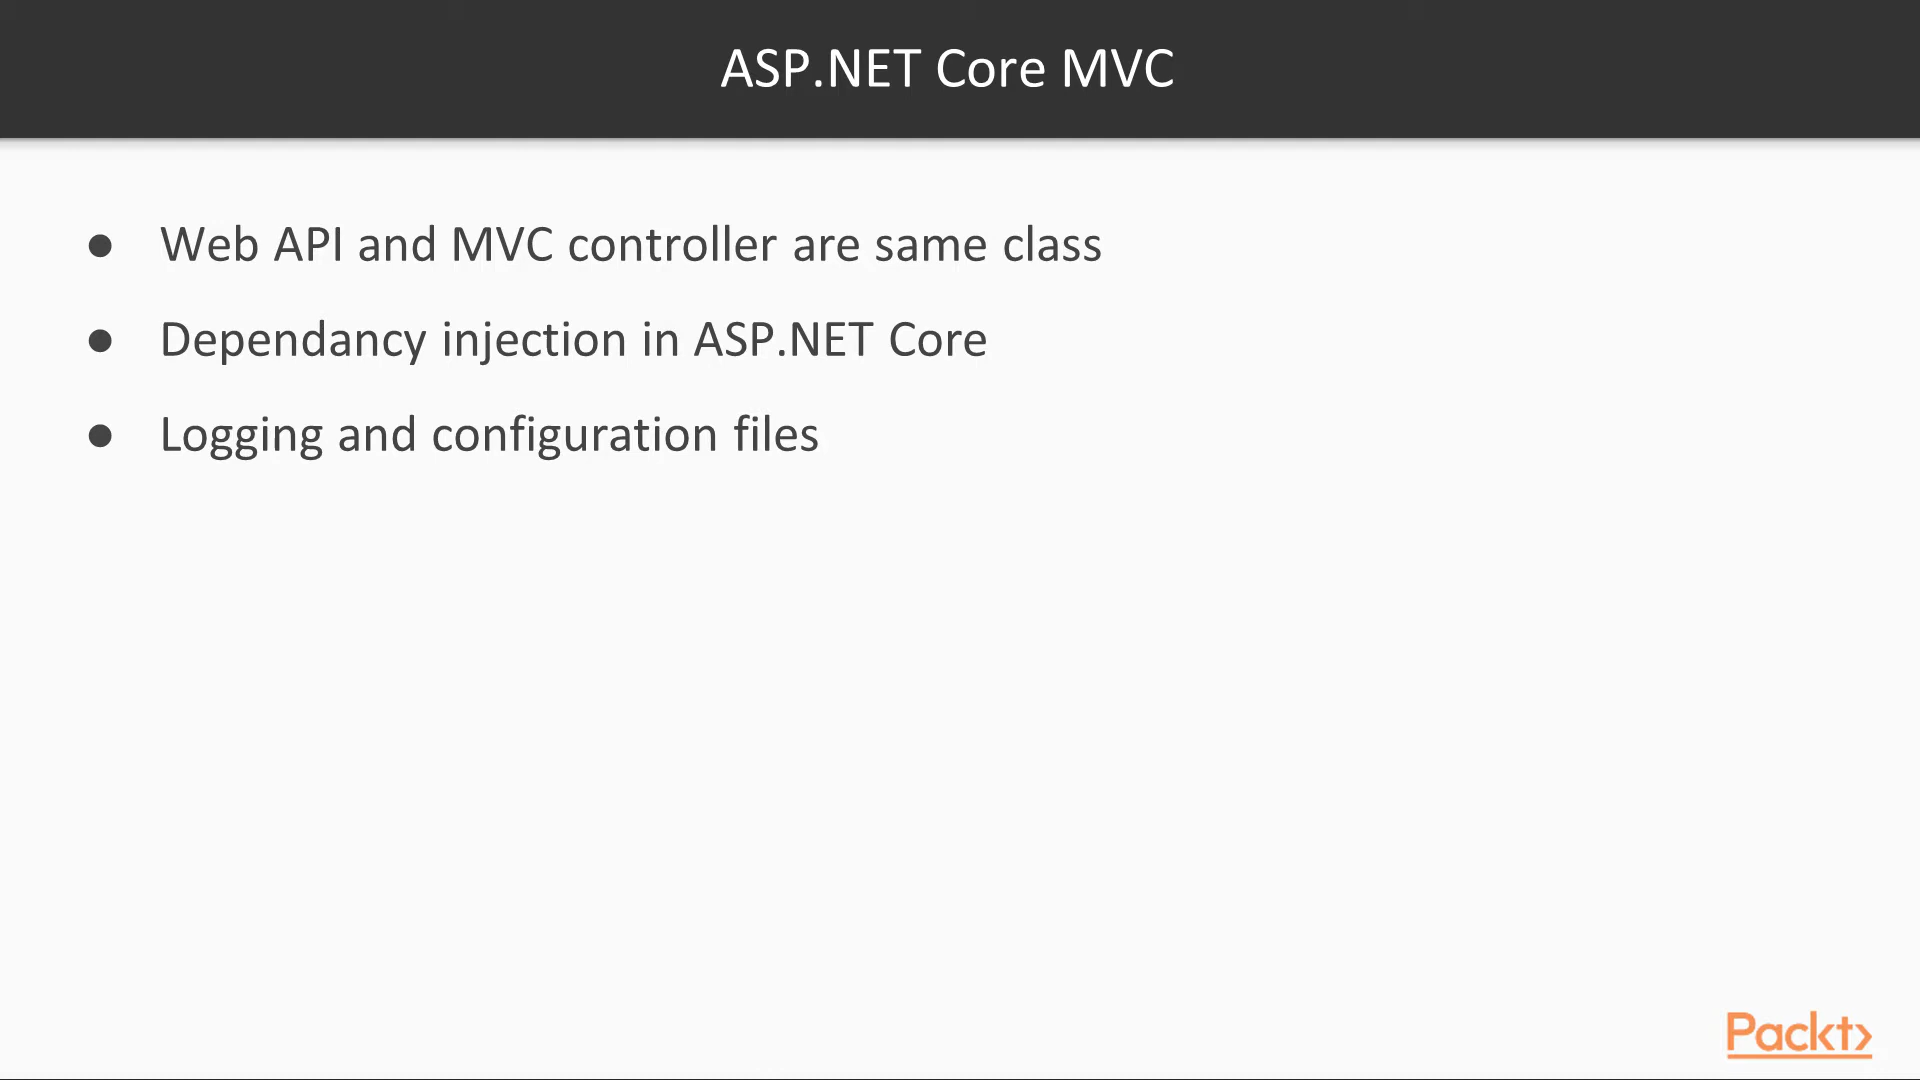 ASP.NET Core MVC
● Web API and MVC controller are same class
● Dependancy injection in ASP.NET Core
● Logging and configuration files
Packt>